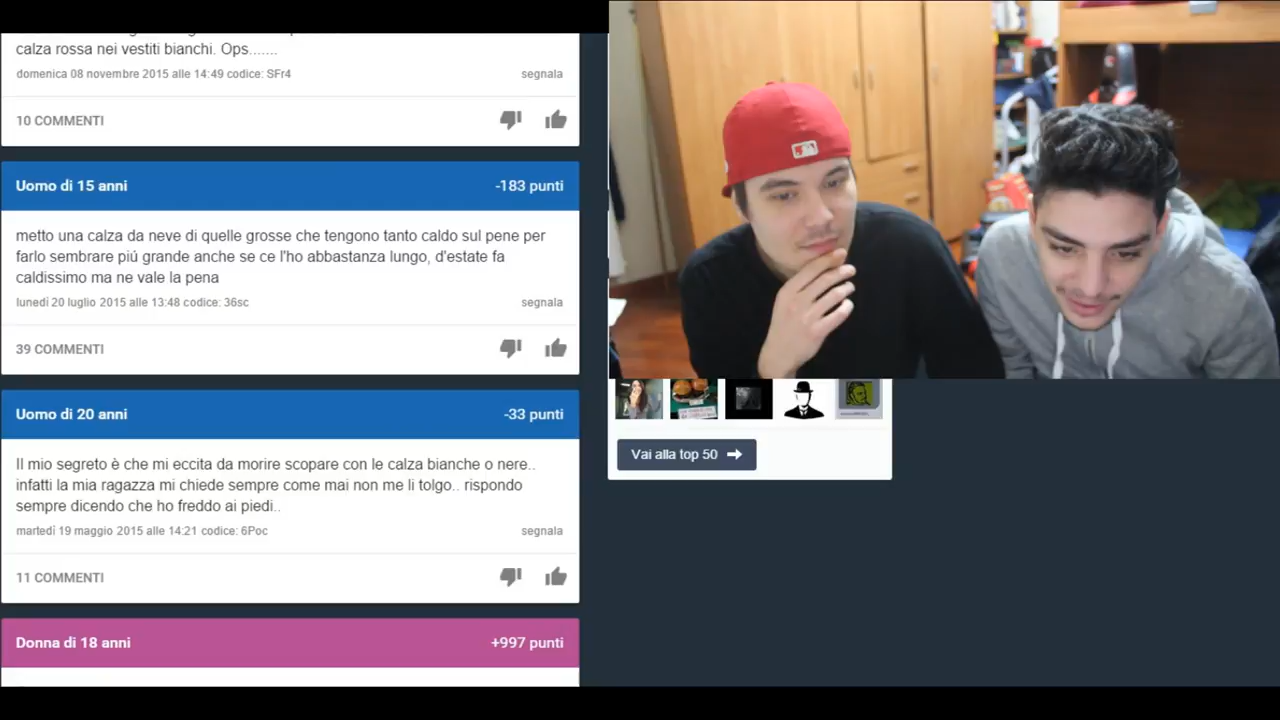 calza rossa nei vestiti bianchi. Ops.......
domenica 08 novembre 2015 alle 14:49 codice: SFr4
segnala
10 COMMENTI
Uomo di 15 anni
-183 punti
metto una calza da neve di quelle grosse che tengono tanto caldo sul pene per
farlo sembrare piú grande anche se ce l'ho abbastanza lungo, d'estate fa
caldissimo ma ne vale la pena
lunedì 20 luglio 2015 alle 13:48 codice: 36sc
segnala
39 COMMENTI
Uomo di 20 anni
-33 punti
Il mio segreto è che mi eccita da morire scopare con le calza bianche o nere..
infatti la mia ragazza mi chiede sempre come mai non me li tolgo.. rispondo
sempre dicendo che ho freddo ai piedi..
martedì 19 maggio 2015 alle 14:21 codice: 6Poc
segnala
11 COMMENTI
Donna di 18 anni
+997 punti
Vai alla top 50